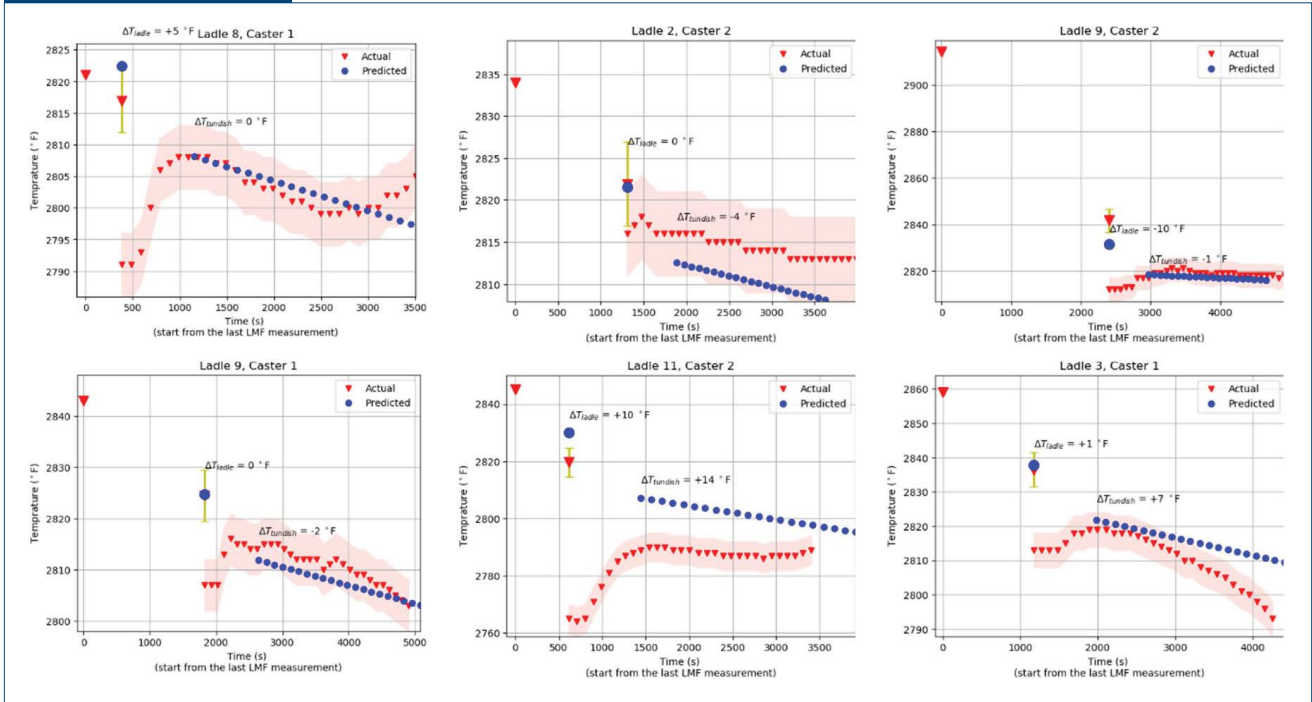 ΔT_ladle = +5 °F
Ladle 8, Caster 1
2825
2820
2815
2810
2805
2800
2795
2790
Temprature (°F)
Actual
Predicted
ΔT_tundish = 0 °F
0 500 1000 1500 2000 2500 3000 3500
Time (s)
(start from the last LMF measurement)
Ladle 2, Caster 2
2835
2830
2825
2820
2815
2810
Temprature (°F)
Actual
Predicted
ΔT_ladle = 0 °F
ΔT_tundish = -4 °F
0 500 1000 1500 2000 2500 3000 3500
Time (s)
(start from the last LMF measurement)
Ladle 9, Caster 2
2900
2880
2860
2840
2820
Temprature (°F)
Actual
Predicted
ΔT_ladle = -10 °F
ΔT_tundish = -1 °F
0 1000 2000 3000 4000
Time (s)
(start from the last LMF measurement)
Ladle 9, Caster 1
2840
2830
2820
2810
2800
Temprature (°F)
Actual
Predicted
ΔT_ladle = 0 °F
ΔT_tundish = -2 °F
0 1000 2000 3000 4000 5000
Time (s)
(start from the last LMF measurement)
Ladle 11, Caster 2
2840
2820
2800
2780
2760
Temprature (°F)
Actual
Predicted
ΔT_ladle = +10 °F
ΔT_tundish = +14 °F
0 500 1000 1500 2000 2500 3000 3500
Time (s)
(start from the last LMF measurement)
Ladle 3, Caster 1
2860
2850
2840
2830
2820
2810
2800
2790
Temprature (°F)
Actual
Predicted
ΔT_ladle = +1 °F
ΔT_tundish = +7 °F
0 1000 2000 3000 4000
Time (s)
(start from the last LMF measurement)